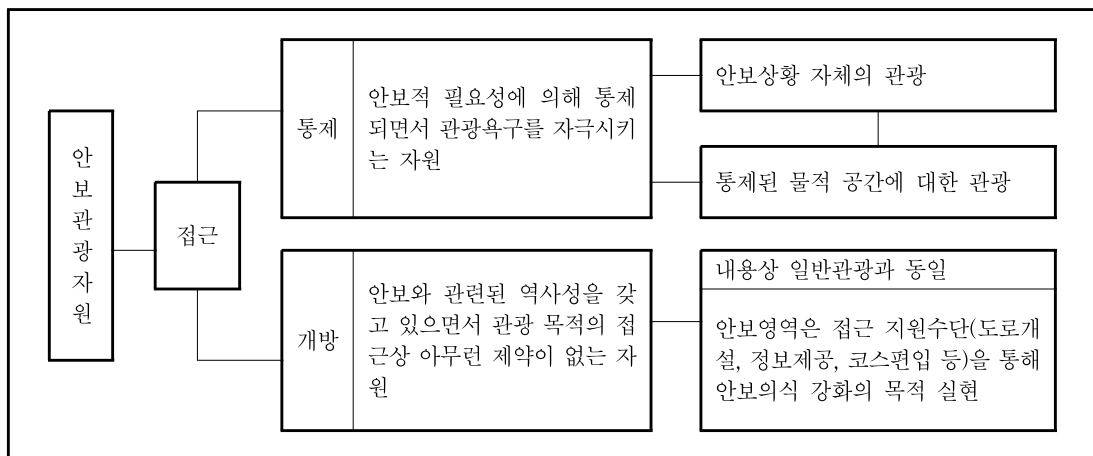 안보관광자원
접근
통제
안보적 필요성에 의해 통제
되면서 관광욕구를 자극시키
는 자원
안보상황 자체의 관광
통제된 물적 공간에 대한 관광
개방
안보와 관련된 역사성을 갖
고 있으면서 관광 목적의 접
근상 아무런 제약이 없는 자
원
내용상 일반관광과 동일
안보영역은 접근 지원수단(도로개
설, 정보제공, 코스편입 등)을 통해
안보의식 강화의 목적 실현